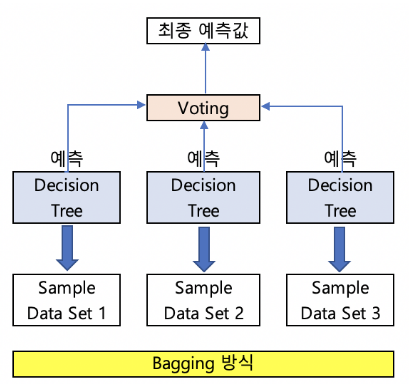 최종 예측값
Voting
예측 예측 예측
Decision Tree
Decision Tree
Decision Tree
Sample Data Set 1
Sample Data Set 2
Sample Data Set 3
Bagging 방식